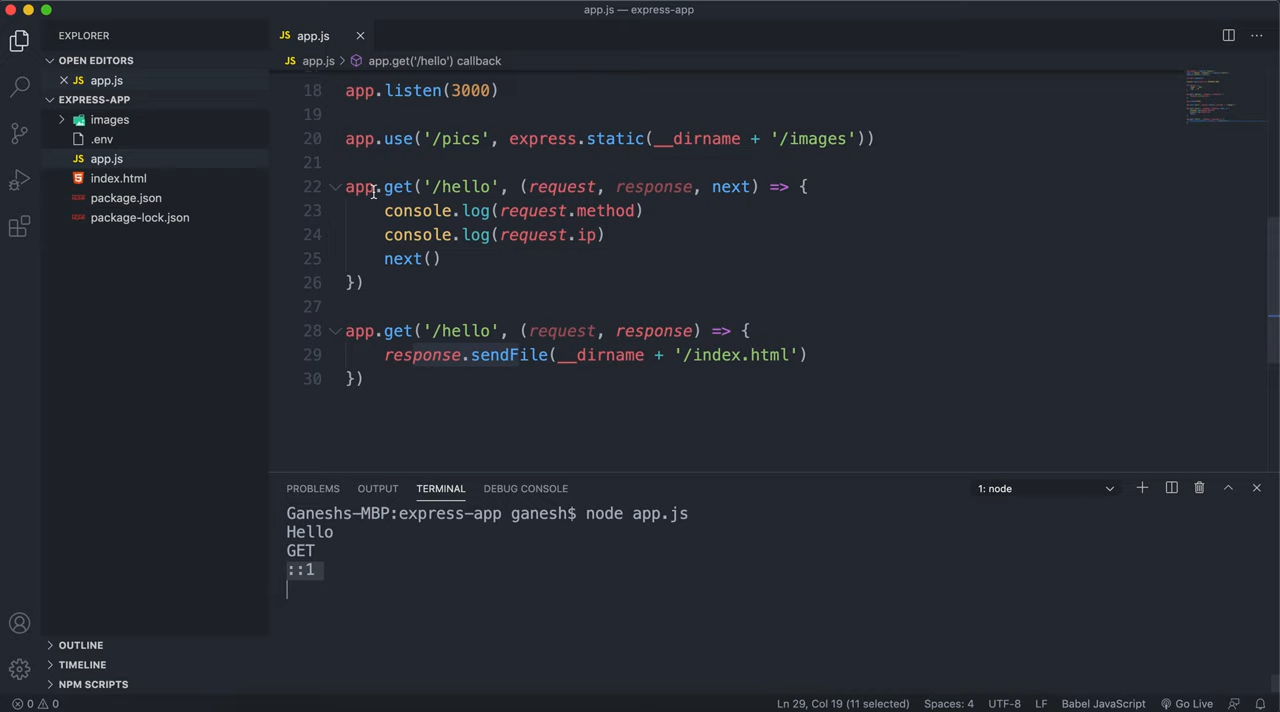 app.js — express-app
EXPLORER
OPEN EDITORS
JS app.js
EXPRESS-APP
images
.env
JS app.js
index.html
package.json
package-lock.json
OUTLINE
TIMELINE
NPM SCRIPTS
JS app.js
JS app.js > app.get('/hello') callback
18 app.listen(3000)
19
20 app.use('/pics', express.static(__dirname + '/images'))
21
22 app.get('/hello', (request, response, next) => {
23 console.log(request.method)
24 console.log(request.ip)
25 next()
26 })
27
28 app.get('/hello', (request, response) => {
29 response.sendFile(__dirname + '/index.html')
30 })
PROBLEMS OUTPUT TERMINAL DEBUG CONSOLE 1: node
Ganeshs-MBP:express-app ganesh$ node app.js
Hello
GET
::1
0 0 Ln 29, Col 19 (11 selected) Spaces: 4 UTF-8 LF Babel JavaScript Go Live